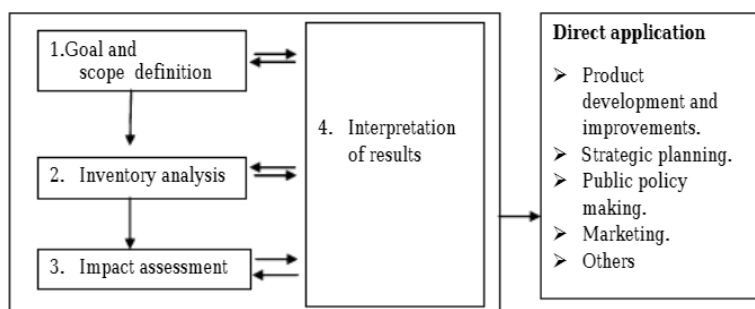 1.Goal and
scope definition
2. Inventory analysis
3. Impact assessment
4. Interpretation
of results
Direct application
➢ Product
development and
improvements.
➢ Strategic planning.
➢ Public policy
making.
➢ Marketing.
➢ Others